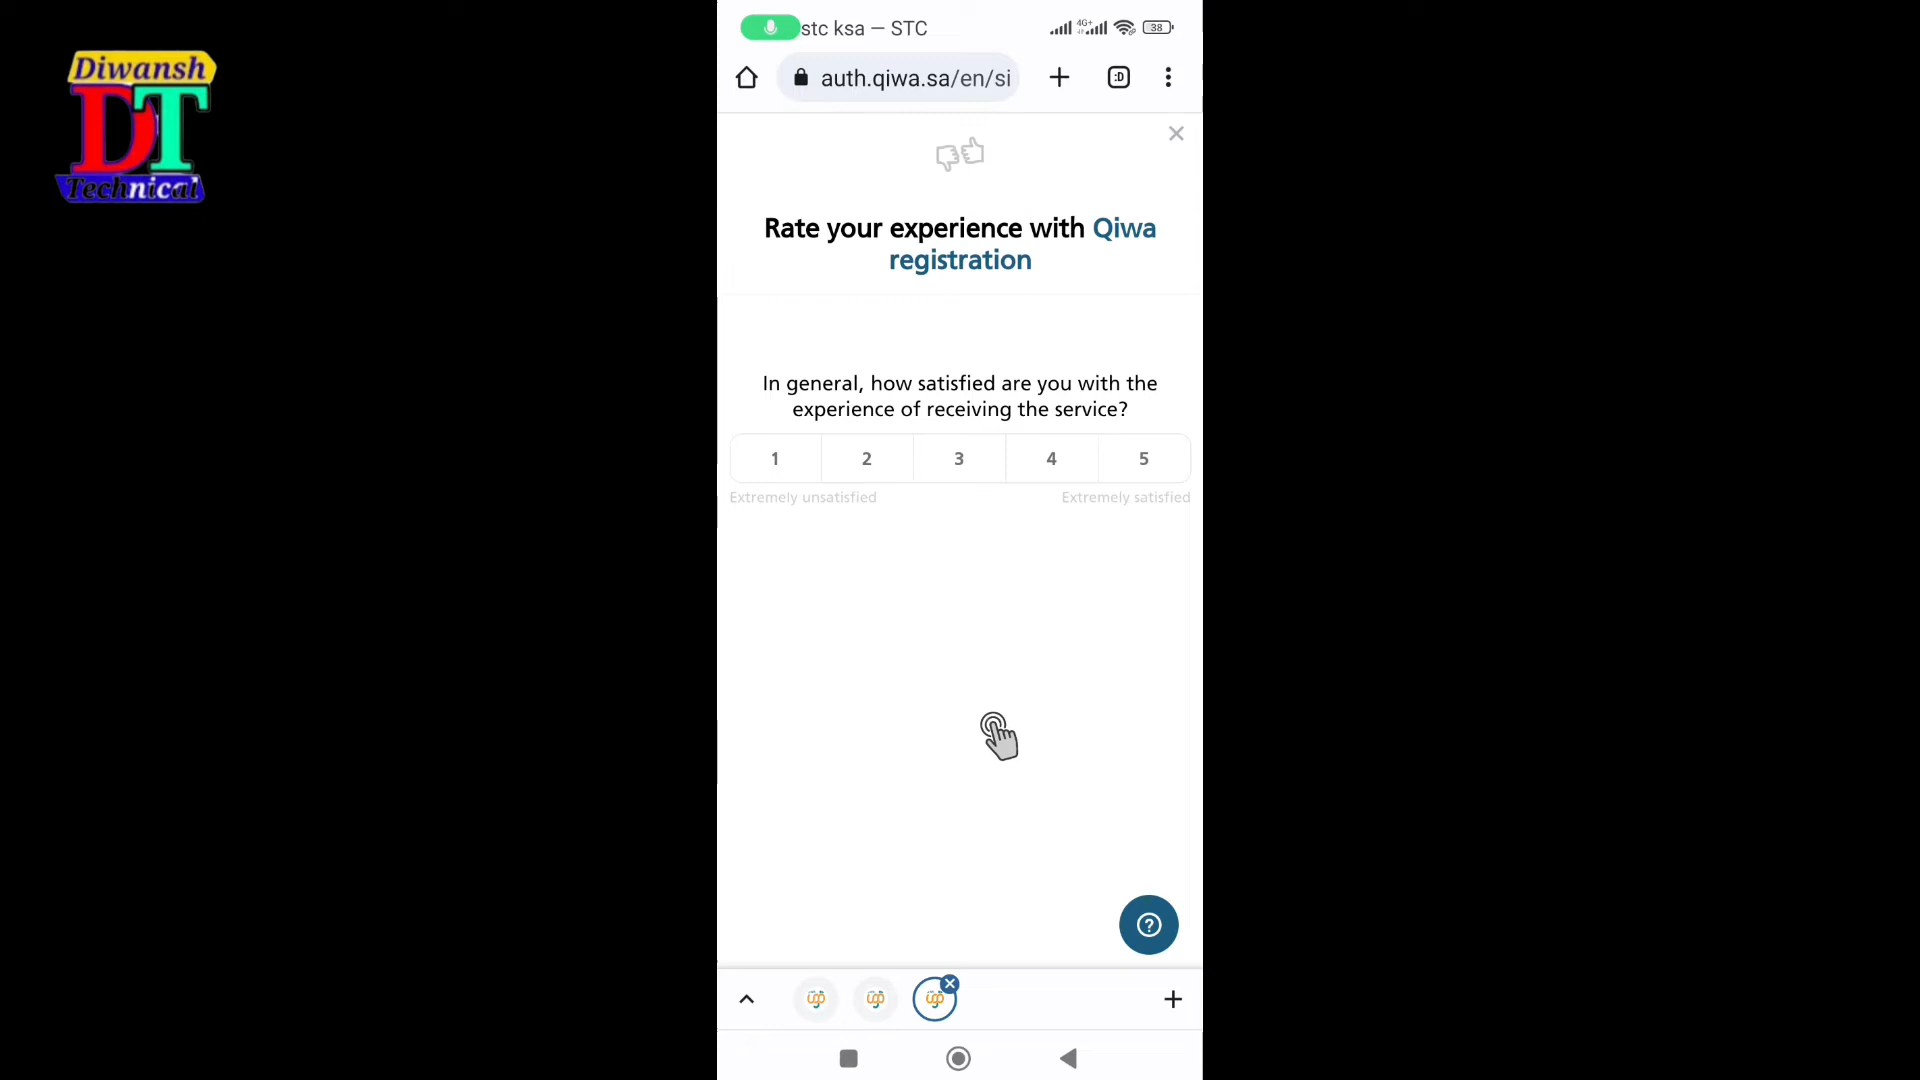 Diwansh
DT
Technical
stc ksa — STC
4G+
38
auth.qiwa.sa/en/si
:D
Rate your experience with Qiwa
registration
In general, how satisfied are you with the
experience of receiving the service?
1 2 3 4 5
Extremely unsatisfied Extremely satisfied
?